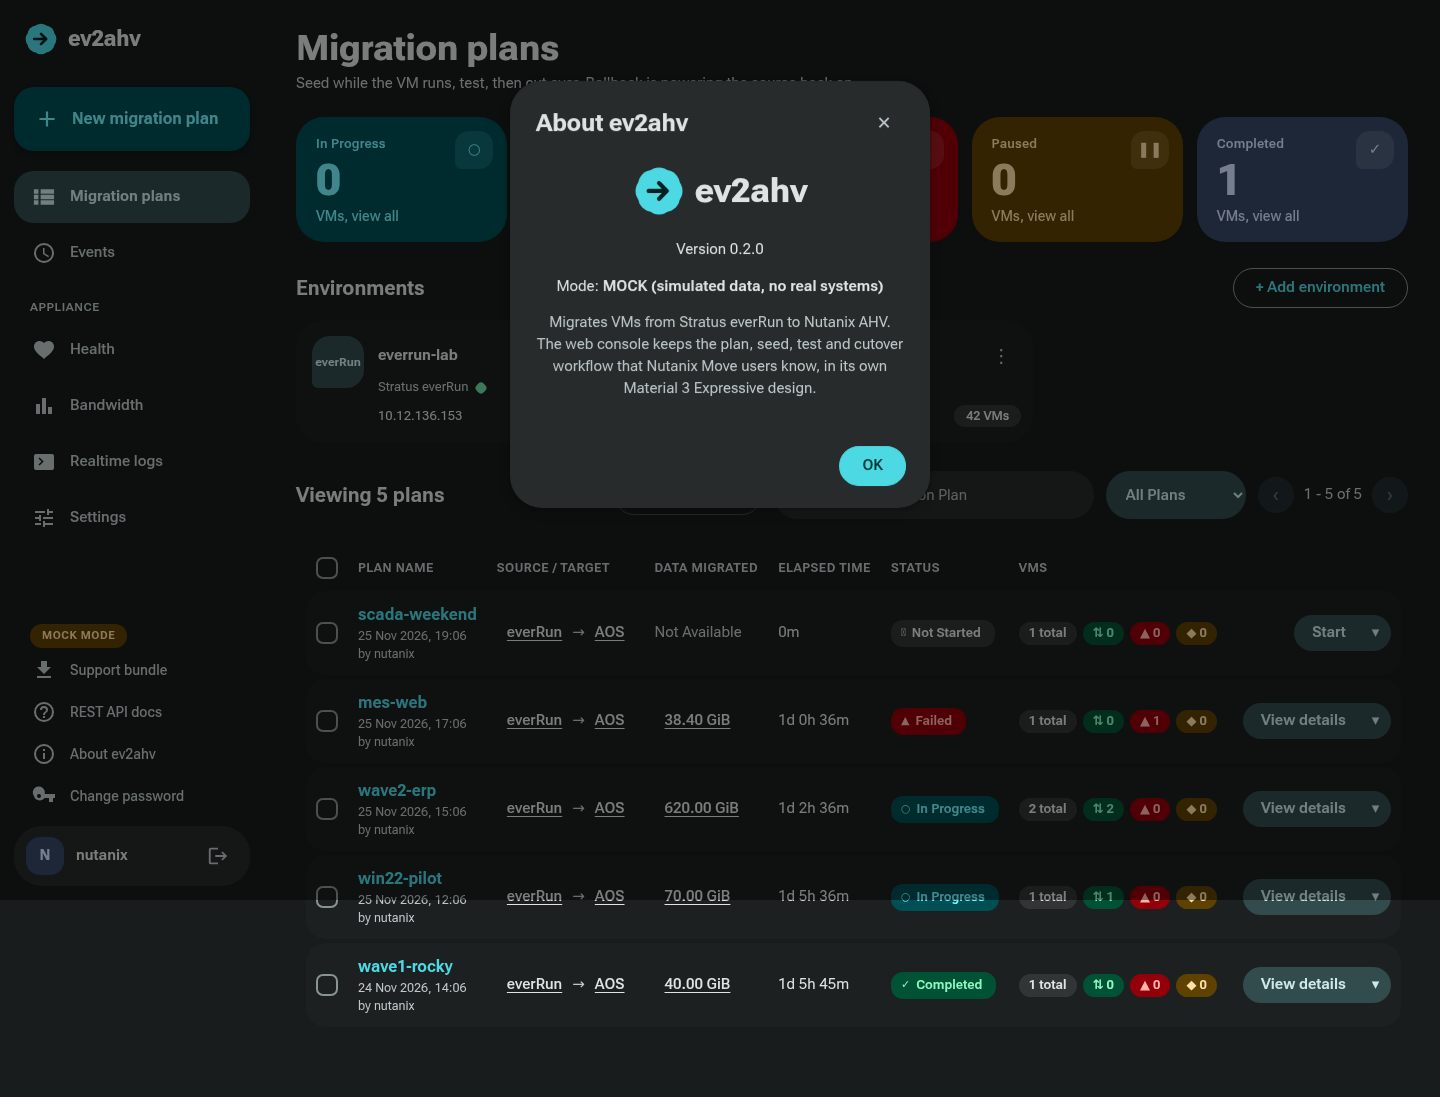 ev2ahv
New migration plan
Migration plans
Events
APPLIANCE
Health
Bandwidth
Realtime logs
Settings
MOCK MODE
Support bundle
REST API docs
About ev2ahv
Change password
N nutanix
Migration plans
Seed while the VM runs, test, then cut over. Rollback is powering the source back on.
In Progress
0
VMs, view all
Paused
0
VMs, view all
Completed
1
VMs, view all
About ev2ahv
ev2ahv
Version 0.2.0
Mode: MOCK (simulated data, no real systems)
Migrates VMs from Stratus everRun to Nutanix AHV.
The web console keeps the plan, seed, test and cutover
workflow that Nutanix Move users know, in its own
Material 3 Expressive design.
OK
Environments
+ Add environment
everRun
everrun-lab
Stratus everRun
10.12.136.153
42 VMs
Viewing 5 plans
on Plan
All Plans
1 - 5 of 5
PLAN NAME SOURCE / TARGET DATA MIGRATED ELAPSED TIME STATUS VMS
scada-weekend
25 Nov 2026, 19:06
by nutanix
everRun → AOS Not Available 0m Not Started 1 total ⇅ 0 ▲ 0 ◆ 0 Start ▾
mes-web
25 Nov 2026, 17:06
by nutanix
everRun → AOS 38.40 GiB 1d 0h 36m ▲ Failed 1 total ⇅ 0 ▲ 1 ◆ 0 View details ▾
wave2-erp
25 Nov 2026, 15:06
by nutanix
everRun → AOS 620.00 GiB 1d 2h 36m ○ In Progress 2 total ⇅ 2 ▲ 0 ◆ 0 View details ▾
win22-pilot
25 Nov 2026, 12:06
by nutanix
everRun → AOS 70.00 GiB 1d 5h 36m ○ In Progress 1 total ⇅ 1 ▲ 0 ◆ 0 View details ▾
wave1-rocky
24 Nov 2026, 14:06
by nutanix
everRun → AOS 40.00 GiB 1d 5h 45m ✓ Completed 1 total ⇅ 0 ▲ 0 ◆ 0 View details ▾